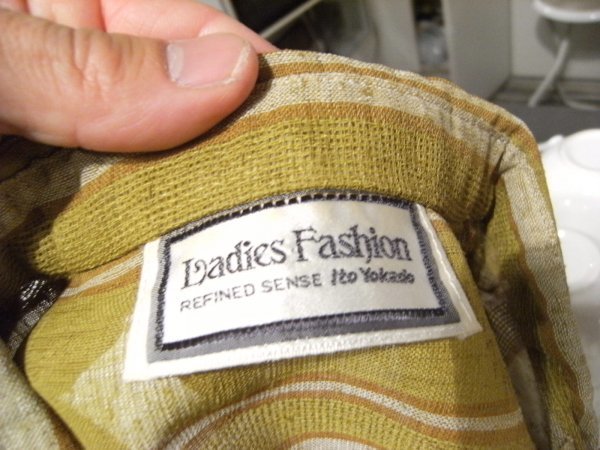 Ladies Fashion
REFINED SENSE Ito Yokado